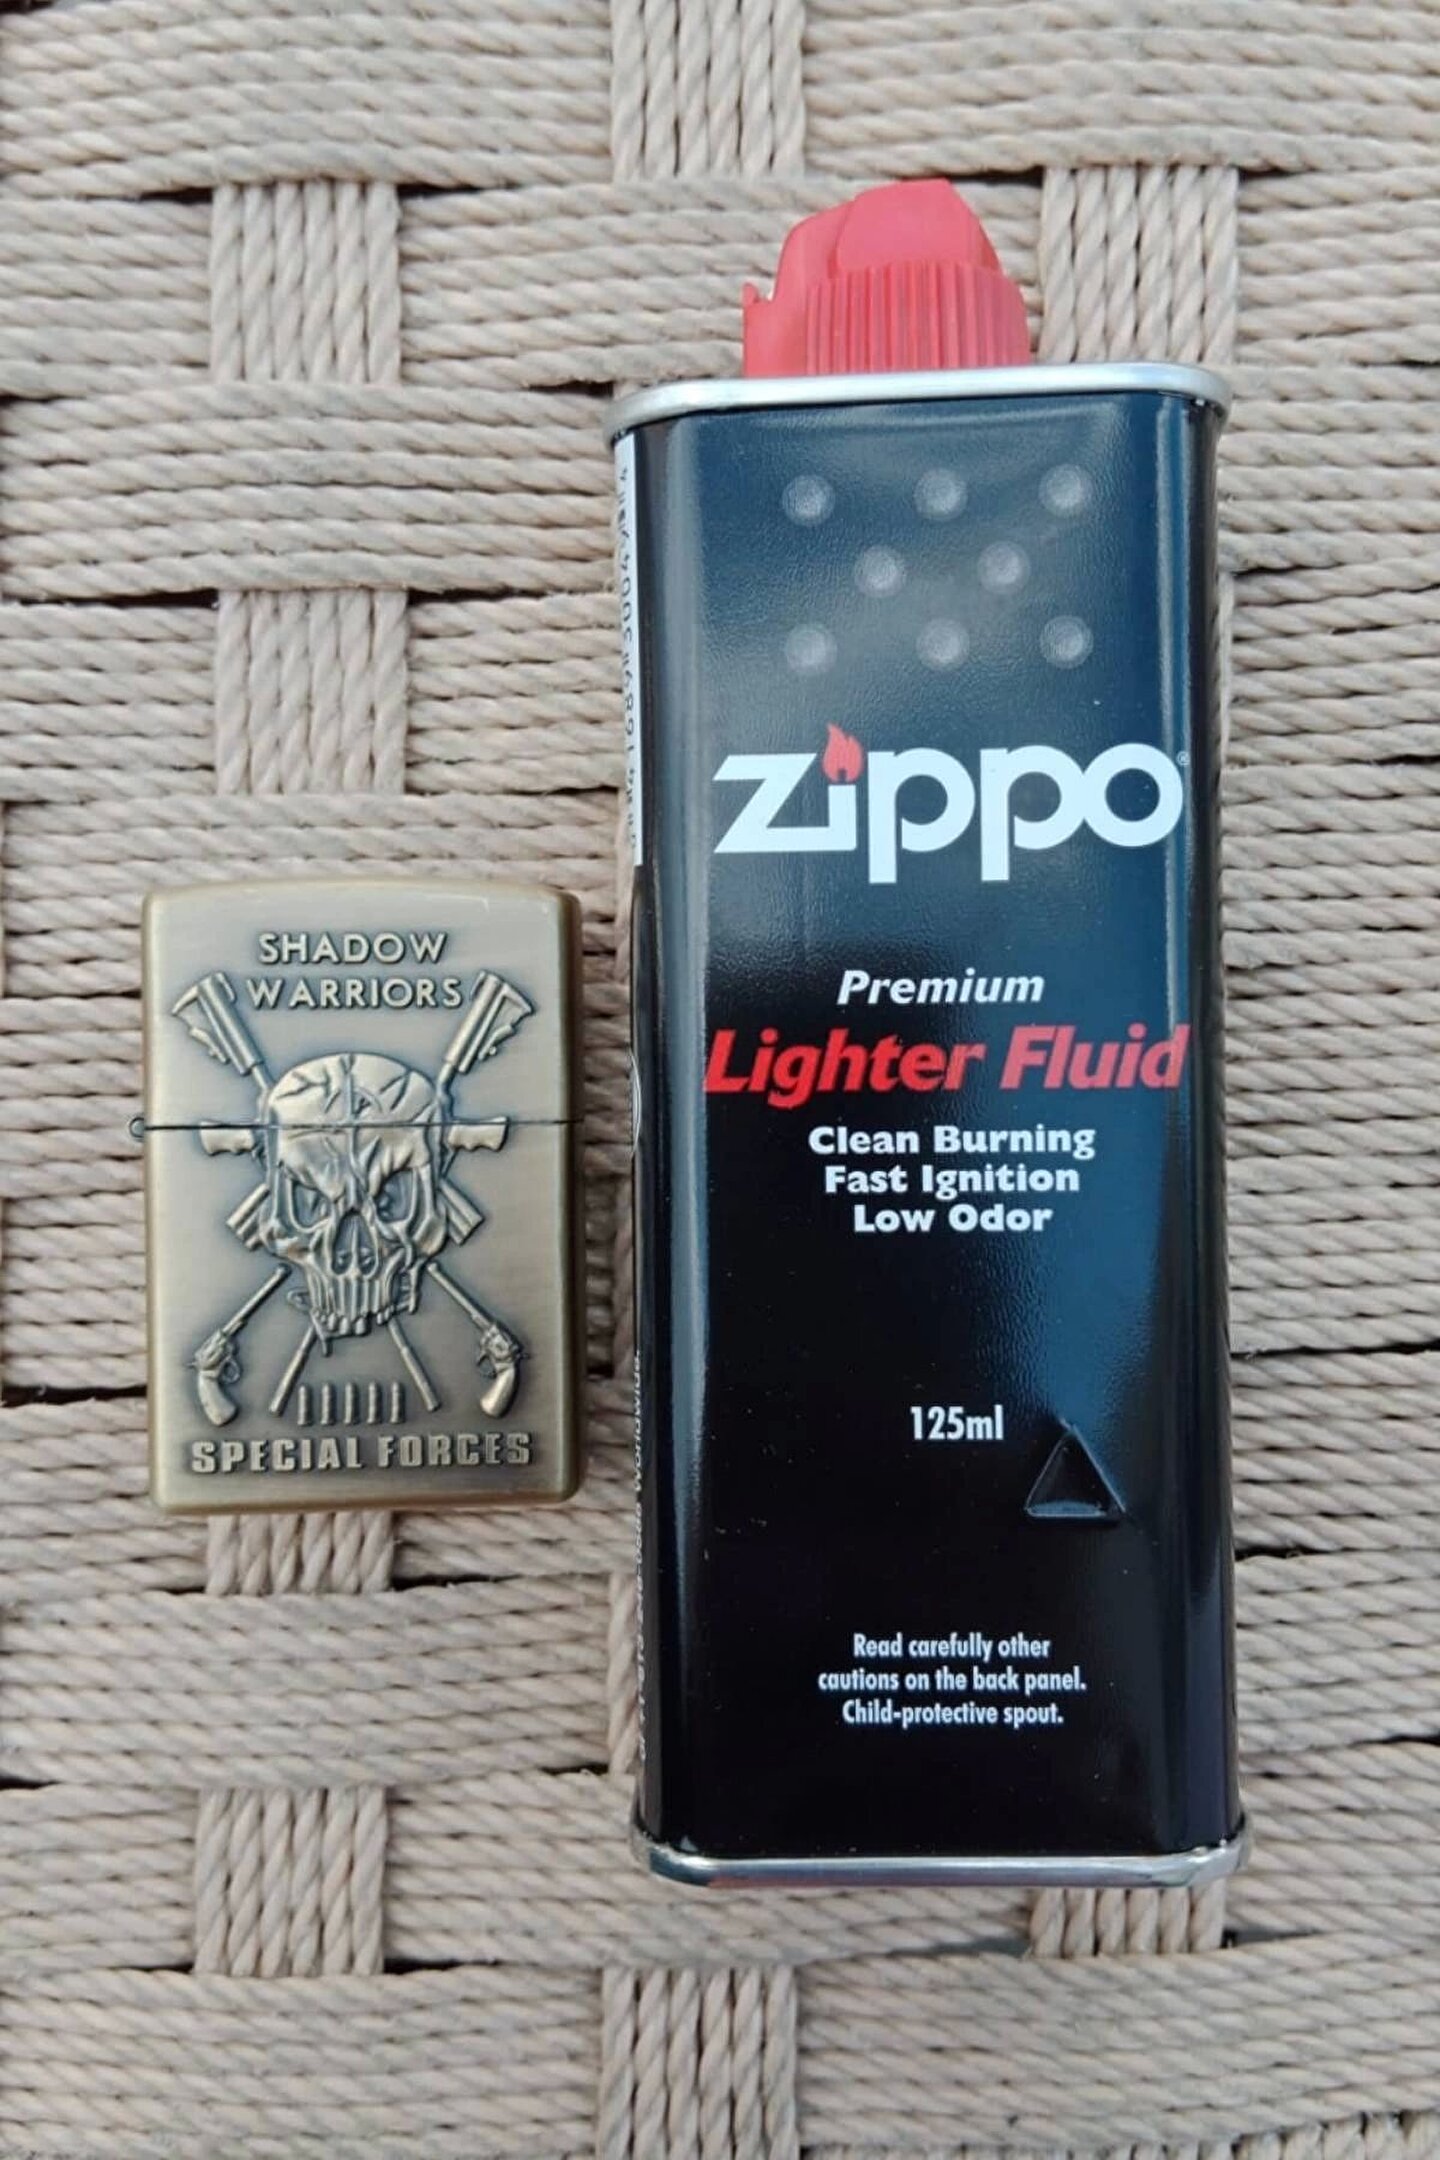 SHADOW
WARRIORS
SPECIAL FORCES
zippo®
Premium
Lighter Fluid
Clean Burning
Fast Ignition
Low Odor
125ml
Read carefully other
cautions on the back panel.
Child-protective spout.